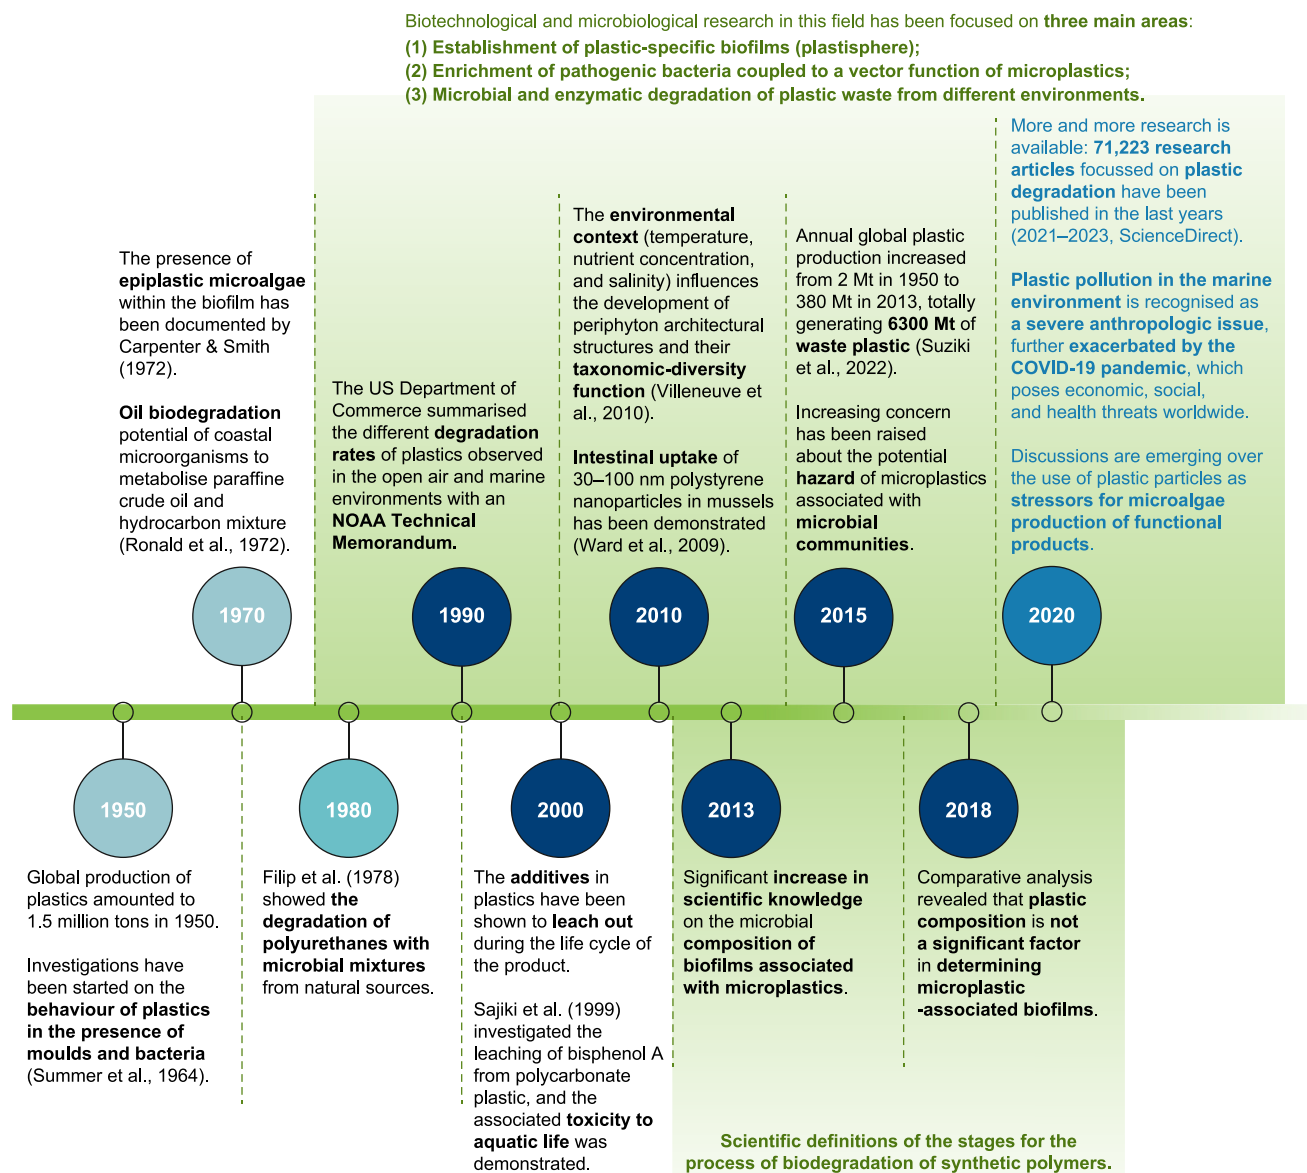 Biotechnological and microbiological research in this field has been focused on three main areas:
(1) Establishment of plastic-specific biofilms (plastisphere);
(2) Enrichment of pathogenic bacteria coupled to a vector function of microplastics;
(3) Microbial and enzymatic degradation of plastic waste from different environments.
The presence of
epiplastic microalgae
within the biofilm has
been documented by
Carpenter & Smith
(1972).
Oil biodegradation
potential of coastal
microorganisms to
metabolise paraffine
crude oil and
hydrocarbon mixture
(Ronald et al., 1972).
1970
The US Department of
Commerce summarised
the different degradation
rates of plastics observed
in the open air and marine
environments with an
NOAA Technical
Memorandum.
1990
The environmental
context (temperature,
nutrient concentration,
and salinity) influences
the development of
periphyton architectural
structures and their
taxonomic-diversity
function (Villeneuve et
al., 2010).
Intestinal uptake of
30–100 nm polystyrene
nanoparticles in mussels
has been demonstrated
(Ward et al., 2009).
2010
Annual global plastic
production increased
from 2 Mt in 1950 to
380 Mt in 2013, totally
generating 6300 Mt of
waste plastic (Suziki
et al., 2022).
Increasing concern
has been raised
about the potential
hazard of microplastics
associated with
microbial
communities.
2015
More and more research is
available: 71,223 research
articles focussed on plastic
degradation have been
published in the last years
(2021–2023, ScienceDirect).
Plastic pollution in the marine
environment is recognised as
a severe anthropologic issue,
further exacerbated by the
COVID-19 pandemic, which
poses economic, social,
and health threats worldwide.
Discussions are emerging over
the use of plastic particles as
stressors for microalgae
production of functional
products.
2020
1950
Global production of
plastics amounted to
1.5 million tons in 1950.
Investigations have
been started on the
behaviour of plastics
in the presence of
moulds and bacteria
(Summer et al., 1964).
1980
Filip et al. (1978)
showed the
degradation of
polyurethanes with
microbial mixtures
from natural sources.
2000
The additives in
plastics have been
shown to leach out
during the life cycle of
the product.
Sajiki et al. (1999)
investigated the
leaching of bisphenol A
from polycarbonate
plastic, and the
associated toxicity to
aquatic life was
demonstrated.
2013
Significant increase in
scientific knowledge
on the microbial
composition of
biofilms associated
with microplastics.
2018
Comparative analysis
revealed that plastic
composition is not
a significant factor
in determining
microplastic
-associated biofilms.
Scientific definitions of the stages for the
process of biodegradation of synthetic polymers.